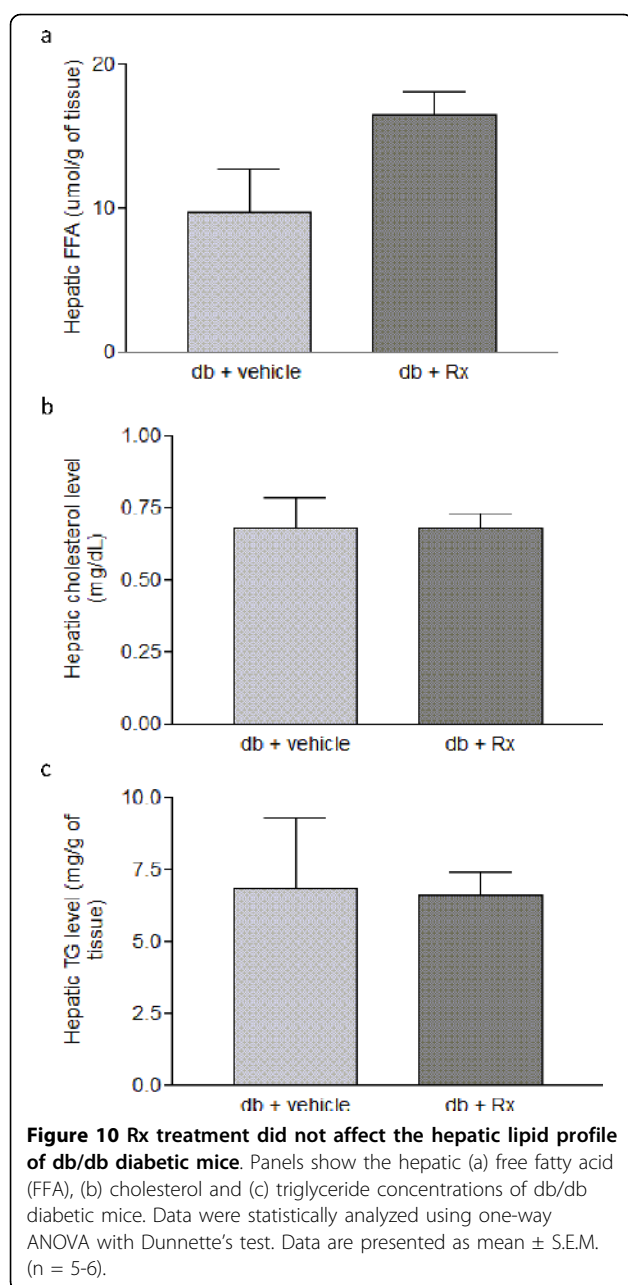 a
Hepatic FFA (umol/g of tissue)
20
10
0
db + vehicle db + Rx
b
Hepatic cholesterol level
(mg/dL)
1.00
0.75
0.50
0.25
0.00
db + vehicle db + Rx
c
Hepatic TG level (mg/g of
tissue)
10.0
7.5
5.0
2.5
0.0
db + vehicle db + Rx
Figure 10 Rx treatment did not affect the hepatic lipid profile
of db/db diabetic mice. Panels show the hepatic (a) free fatty acid
(FFA), (b) cholesterol and (c) triglyceride concentrations of db/db
diabetic mice. Data were statistically analyzed using one-way
ANOVA with Dunnette's test. Data are presented as mean ± S.E.M.
(n = 5-6).